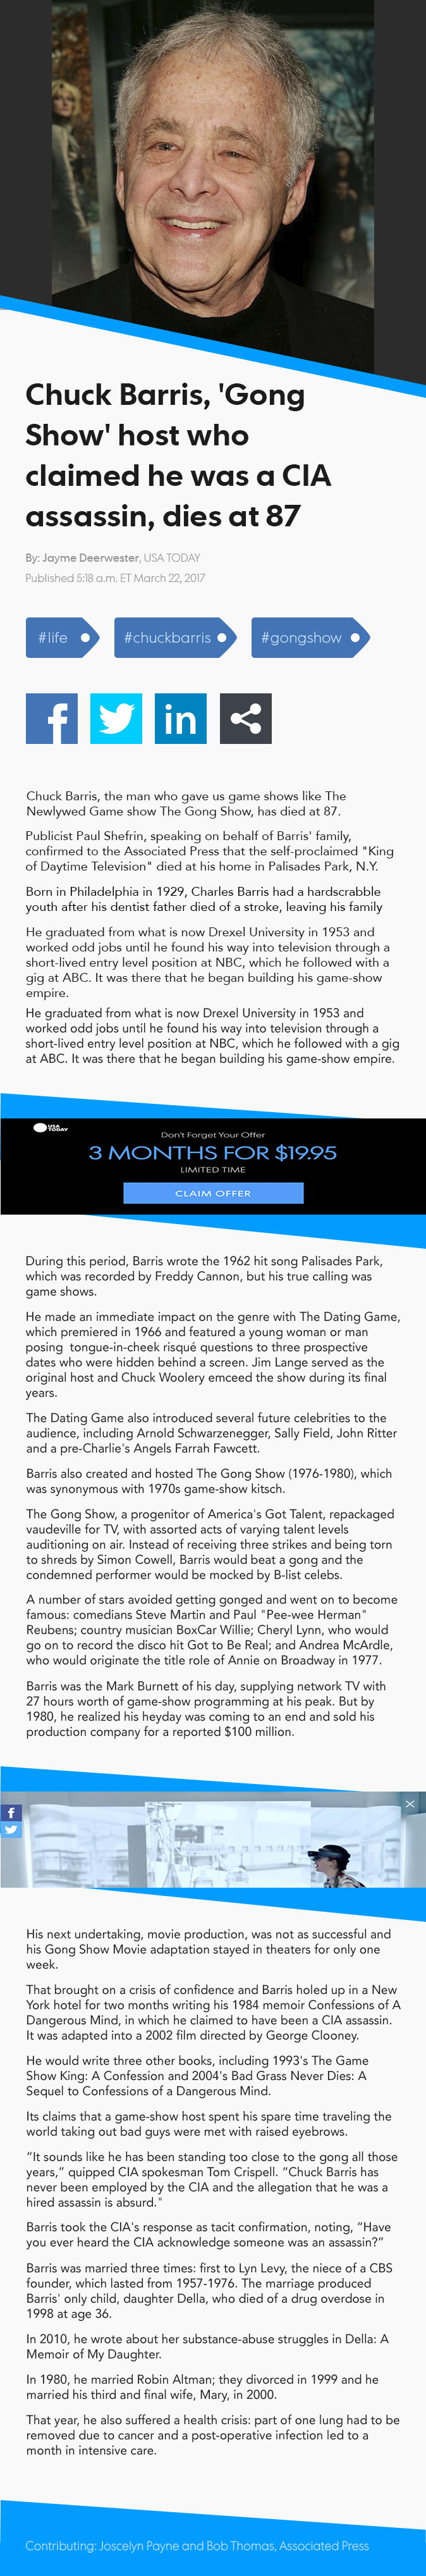 Chuck Barris, 'Gong
Show' host who
claimed he was a CIA
assassin, dies at 87
By: Jayme Deerwester, USA TODAY
Published 5:18 a.m. ET March 22, 2017
#life
#chuckbarris
#gongshow
f
in
Chuck Barris, the man who gave us game shows like The
Newlywed Game show The Gong Show, has died at 87.
Publicist Paul Shefrin, speaking on behalf of Barris' family,
confirmed to the Associated Press that the self-proclaimed "King
of Daytime Television" died at his home in Palisades Park, N.Y.
Born in Philadelphia in 1929, Charles Barris had a hardscrabble
youth after his dentist father died of a stroke, leaving his family
He graduated from what is now Drexel University in 1953 and
worked odd jobs until he found his way into television through a
short-lived entry level position at NBC, which he followed with a
gig at ABC. It was there that he began building his game-show
empire.
He graduated from what is now Drexel University in 1953 and
worked odd jobs until he found his way into television through a
short-lived entry level position at NBC, which he followed with a gig
at ABC. It was there that he began building his game-show empire.
USA
TODAY
Don't Forget Your Offer
3 MONTHS FOR $19.95
LIMITED TIME
CLAIM OFFER
During this period, Barris wrote the 1962 hit song Palisades Park,
which was recorded by Freddy Cannon, but his true calling was
game shows.
He made an immediate impact on the genre with The Dating Game,
which premiered in 1966 and featured a young woman or man
posing  tongue-in-cheek risqué questions to three prospective
dates who were hidden behind a screen. Jim Lange served as the
original host and Chuck Woolery emceed the show during its final
years.
The Dating Game also introduced several future celebrities to the
audience, including Arnold Schwarzenegger, Sally Field, John Ritter
and a pre-Charlie's Angels Farrah Fawcett.
Barris also created and hosted The Gong Show (1976-1980), which
was synonymous with 1970s game-show kitsch.
The Gong Show, a progenitor of America's Got Talent, repackaged
vaudeville for TV, with assorted acts of varying talent levels
auditioning on air. Instead of receiving three strikes and being torn
to shreds by Simon Cowell, Barris would beat a gong and the
condemned performer would be mocked by B-list celebs.
A number of stars avoided getting gonged and went on to become
famous: comedians Steve Martin and Paul "Pee-wee Herman"
Reubens; country musician BoxCar Willie; Cheryl Lynn, who would
go on to record the disco hit Got to Be Real; and Andrea McArdle,
who would originate the title role of Annie on Broadway in 1977.
Barris was the Mark Burnett of his day, supplying network TV with
27 hours worth of game-show programming at his peak. But by
1980, he realized his heyday was coming to an end and sold his
production company for a reported $100 million.
f
His next undertaking, movie production, was not as successful and
his Gong Show Movie adaptation stayed in theaters for only one
week.
That brought on a crisis of confidence and Barris holed up in a New
York hotel for two months writing his 1984 memoir Confessions of A
Dangerous Mind, in which he claimed to have been a CIA assassin.
It was adapted into a 2002 film directed by George Clooney.
He would write three other books, including 1993's The Game
Show King: A Confession and 2004's Bad Grass Never Dies: A
Sequel to Confessions of a Dangerous Mind.
Its claims that a game-show host spent his spare time traveling the
world taking out bad guys were met with raised eyebrows.
“It sounds like he has been standing too close to the gong all those
years,” quipped CIA spokesman Tom Crispell. “Chuck Barris has
never been employed by the CIA and the allegation that he was a
hired assassin is absurd."
Barris took the CIA's response as tacit confirmation, noting, “Have
you ever heard the CIA acknowledge someone was an assassin?”
Barris was married three times: first to Lyn Levy, the niece of a CBS
founder, which lasted from 1957-1976. The marriage produced
Barris' only child, daughter Della, who died of a drug overdose in
1998 at age 36.
In 2010, he wrote about her substance-abuse struggles in Della: A
Memoir of My Daughter.
In 1980, he married Robin Altman; they divorced in 1999 and he
married his third and final wife, Mary, in 2000.
That year, he also suffered a health crisis: part of one lung had to be
removed due to cancer and a post-operative infection led to a
month in intensive care.
Contributing: Joscelyn Payne and Bob Thomas, Associated Press